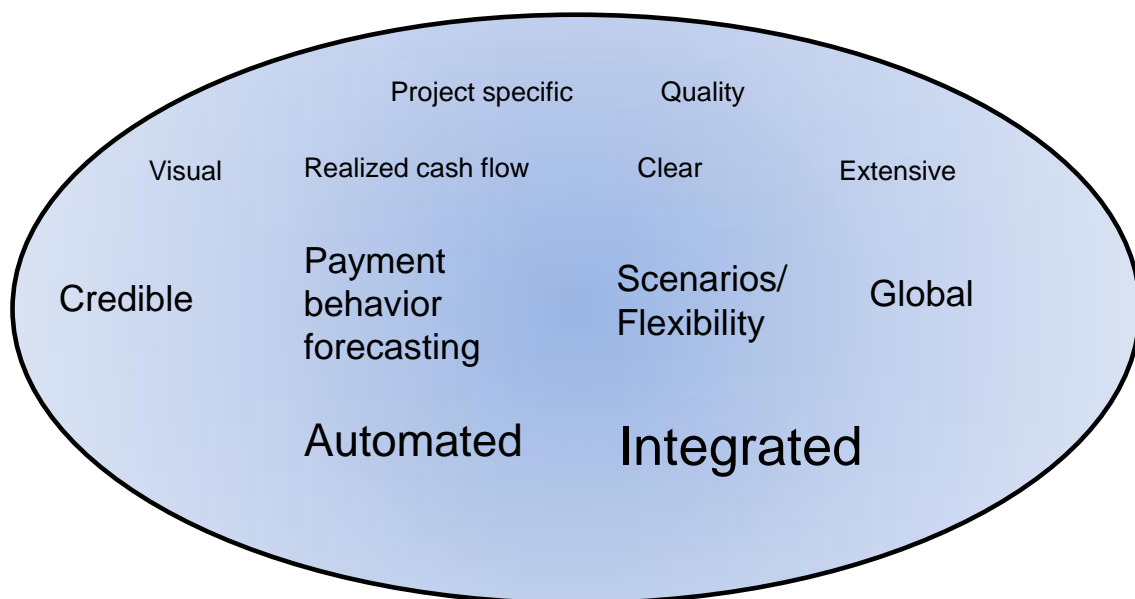 Project specific
Quality
Visual
Realized cash flow
Clear
Extensive
Credible
Payment
behavior
forecasting
Scenarios/
Flexibility
Global
Automated
Integrated